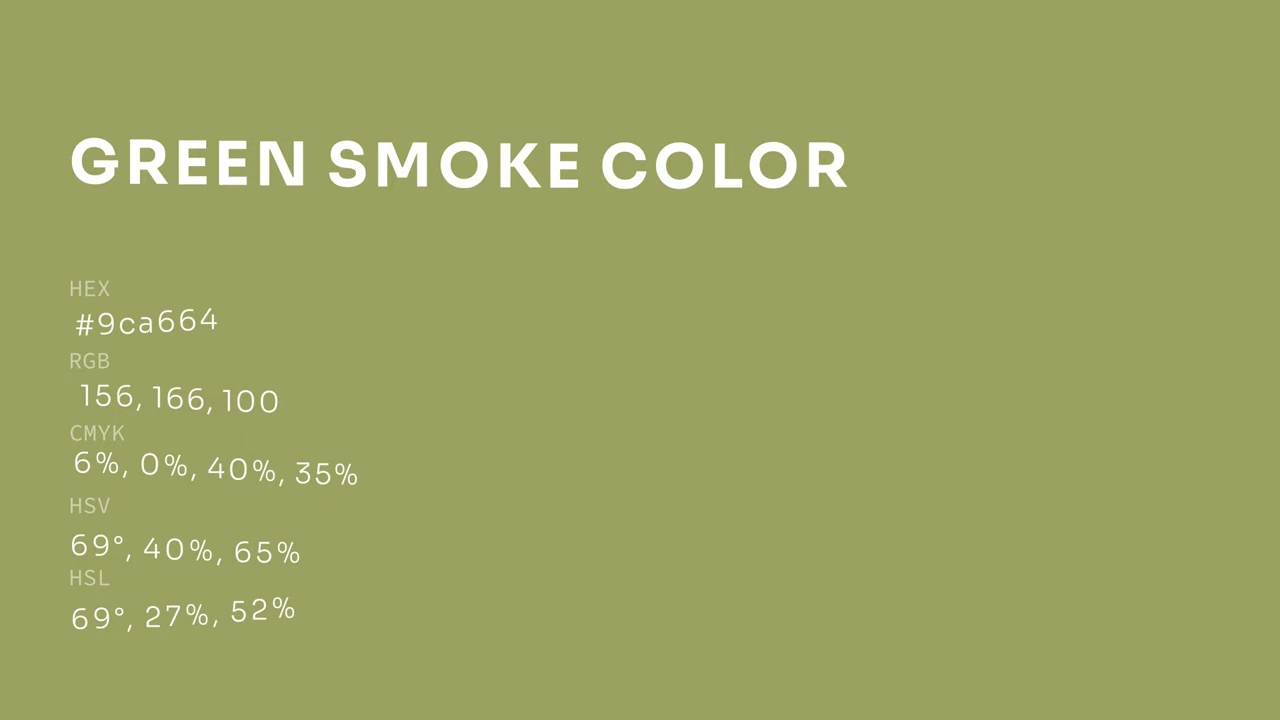 GREEN SMOKE COLOR
HEX
#9ca664
RGB
156, 166, 100
CMYK
6%, 0%, 40%, 35%
HSV
69°, 40%, 65%
HSL
69°, 27%, 52%